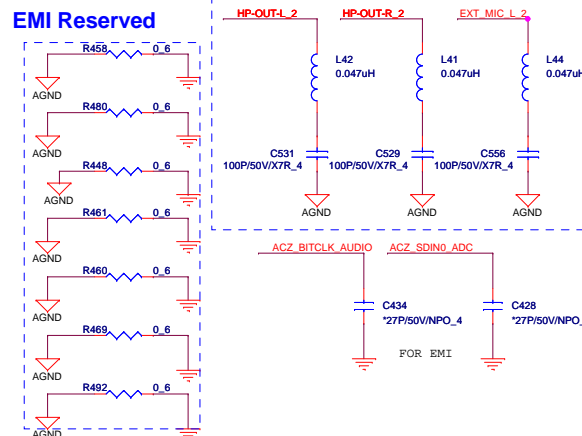 EMI Reserved
R458 0_6
AGND
R480 0_6
AGND
R448 0_6
AGND
R461 0_6
AGND
R460 0_6
AGND
R469 0_6
AGND
R492 0_6
AGND
HP-OUT-L_2 HP-OUT-R_2 EXT_MIC_L_2
L42 L41 L44
0.047uH 0.047uH 0.047uH
C531 C529 C556
100P/50V/X7R_4 100P/50V/X7R_4 100P/50V/X7R_4
AGND AGND AGND
ACZ_BITCLK_AUDIO ACZ_SDIN0_ADC
C434 C428
*27P/50V/NPO_4 *27P/50V/NPO_
FOR EMI